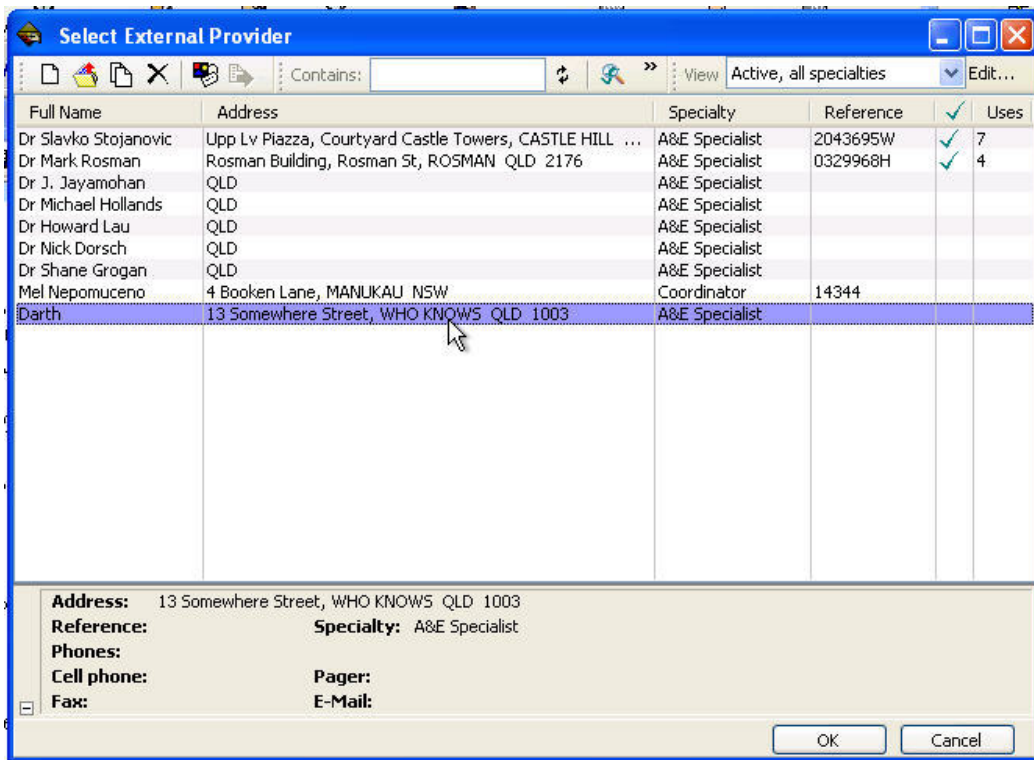 Select External Provider
Contains: » View Active, all specialties Edit...
Full Name Address Specialty Reference Uses
Dr Slavko Stojanovic Upp Lv Piazza, Courtyard Castle Towers, CASTLE HILL ... A&E Specialist 2043695W 7
Dr Mark Rosman Rosman Building, Rosman St, ROSMAN QLD 2176 A&E Specialist 0329968H 4
Dr J. Jayamohan QLD A&E Specialist
Dr Michael Hollands QLD A&E Specialist
Dr Howard Lau QLD A&E Specialist
Dr Nick Dorsch QLD A&E Specialist
Dr Shane Grogan QLD A&E Specialist
Mel Nepomuceno 4 Booken Lane, MANUKAU NSW Coordinator 14344
Darth 13 Somewhere Street, WHO KNOWS QLD 1003 A&E Specialist
Address: 13 Somewhere Street, WHO KNOWS QLD 1003
Reference: Specialty: A&E Specialist
Phones:
Cell phone: Pager:
Fax: E-Mail:
OK Cancel